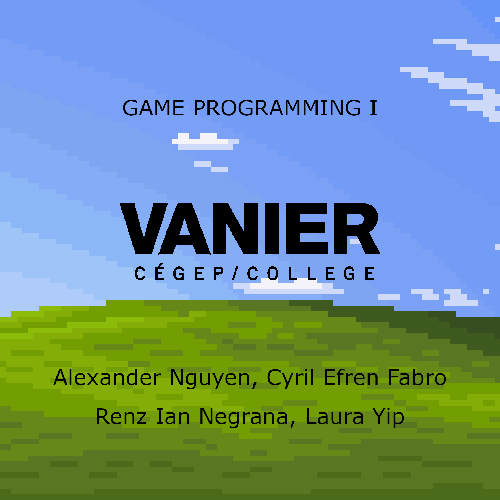 GAME PROGRAMMING I
VANIER
CÉGEP/COLLEGE
Alexander Nguyen, Cyril Efren Fabro
Renz Ian Negrana, Laura Yip